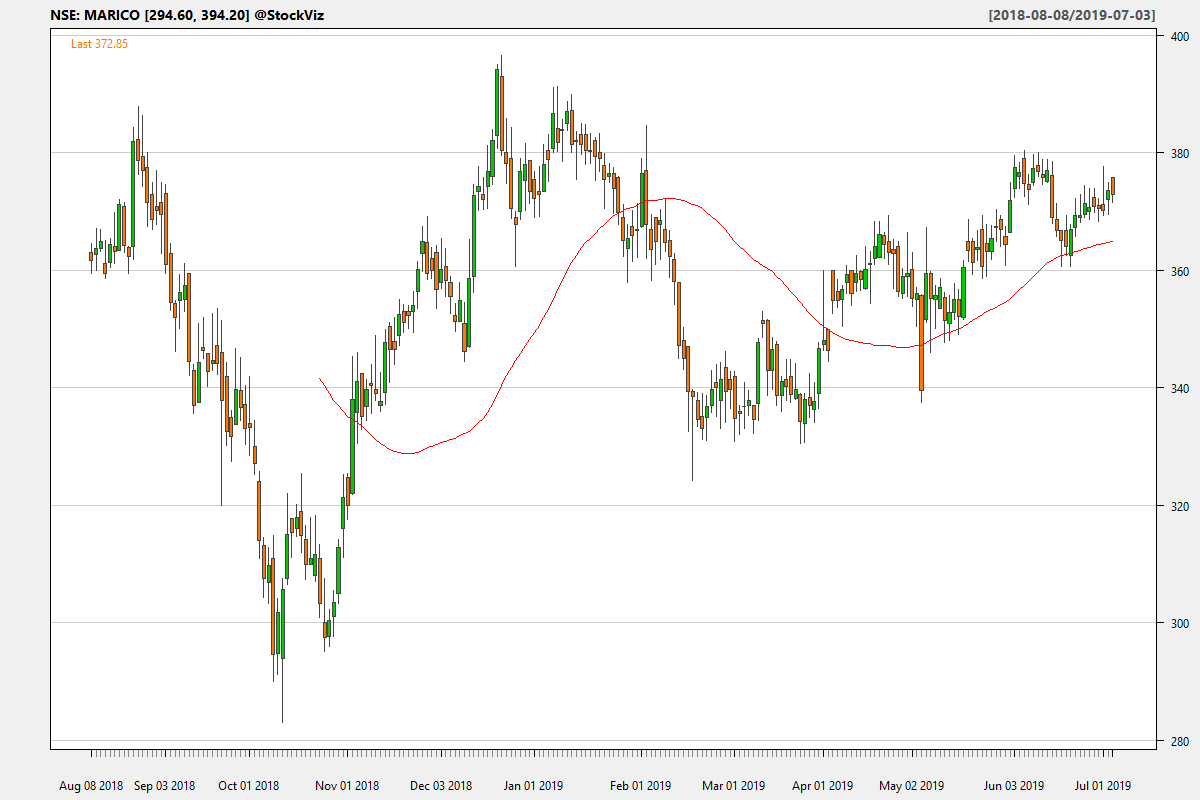 NSE: MARICO [294.60, 394.20] @StockViz [2018-08-08/2019-07-03]
Last 372.85
400
380
360
340
320
300
280
Aug 08 2018 Sep 03 2018 Oct 01 2018 Nov 01 2018 Dec 03 2018 Jan 01 2019 Feb 01 2019 Mar 01 2019 Apr 01 2019 May 02 2019 Jun 03 2019 Jul 01 2019